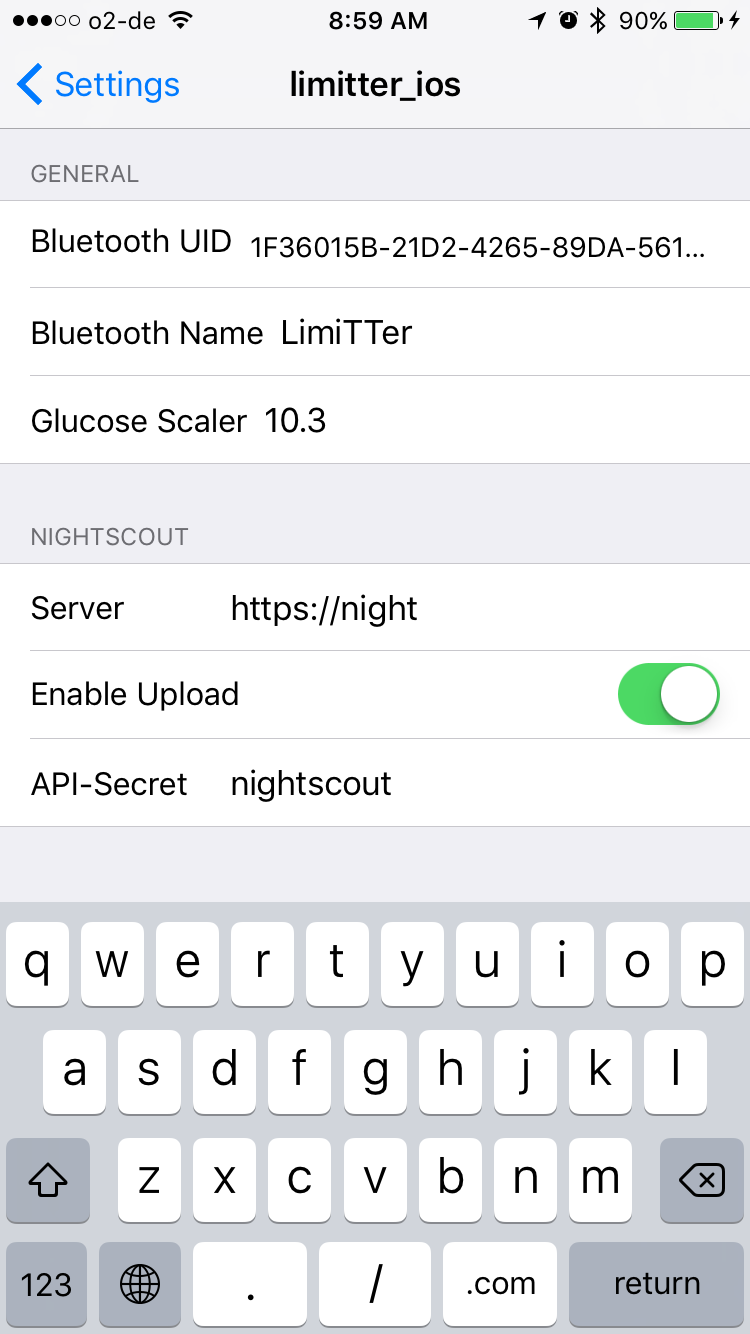 o2-de 8:59 AM 90%
Settings limitter_ios
GENERAL
Bluetooth UID 1F36015B-21D2-4265-89DA-561...
Bluetooth Name LimiTTer
Glucose Scaler 10.3
NIGHTSCOUT
Server https://night
Enable Upload
API-Secret nightscout
q w e r t y u i o p
a s d f g h j k l
z x c v b n m
123 . / .com return